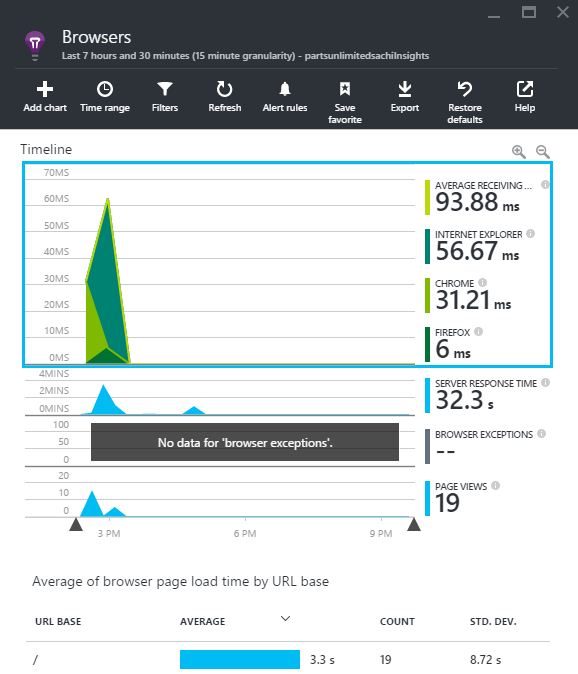 Browsers
Last 7 hours and 30 minutes (15 minute granularity) - partsunlimitedsachiInsights
Add chart
Time range
Filters
Refresh
Alert rules
Save favorite
Export
Restore defaults
Help
Timeline
70MS
60MS
50MS
40MS
30MS
20MS
10MS
0MS
AVERAGE RECEIVING ...
93.88 ms
INTERNET EXPLORER
56.67 ms
CHROME
31.21 ms
FIREFOX
6 ms
4MINS
2MINS
0MINS
SERVER RESPONSE TIME
32.3 s
100
50
0
No data for 'browser exceptions'.
BROWSER EXCEPTIONS
--
20
10
0
PAGE VIEWS
19
3 PM
6 PM
9 PM
Average of browser page load time by URL base
URL BASE AVERAGE COUNT STD. DEV.
/ 3.3 s 19 8.72 s